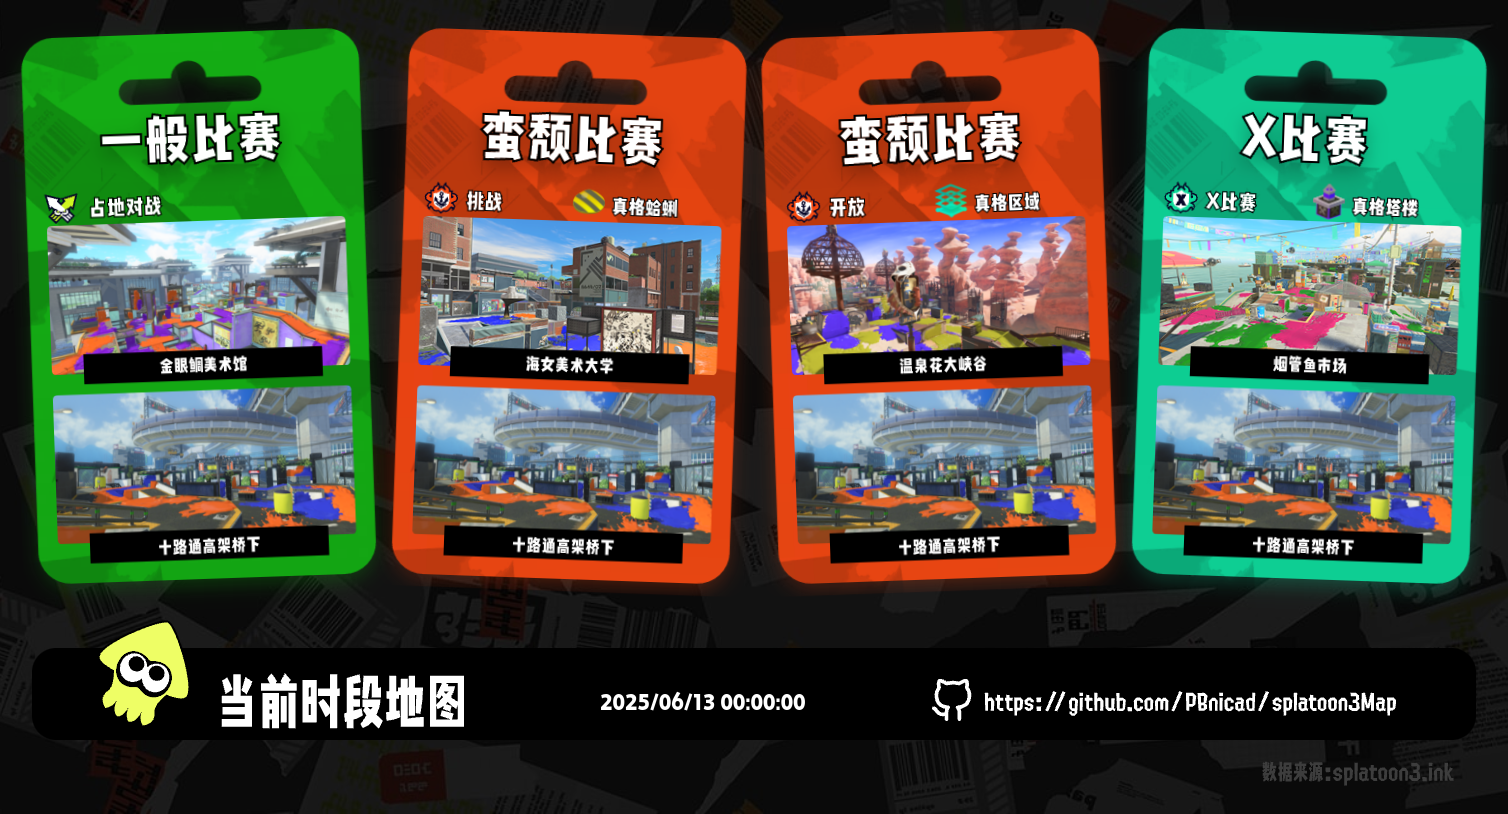 一般比赛
占地对战
金眼鲷美术馆
十路通高架桥下
蛮颓比赛
挑战
真格蛤蜊
海女美术大学
十路通高架桥下
蛮颓比赛
开放
真格区域
温泉花大峡谷
十路通高架桥下
X比赛
X比赛
真格塔楼
烟管鱼市场
十路通高架桥下
当前时段地图
2025/06/13 00:00:00
https://github.com/PBnicad/splatoon3Map
数据来源:splatoon3.ink